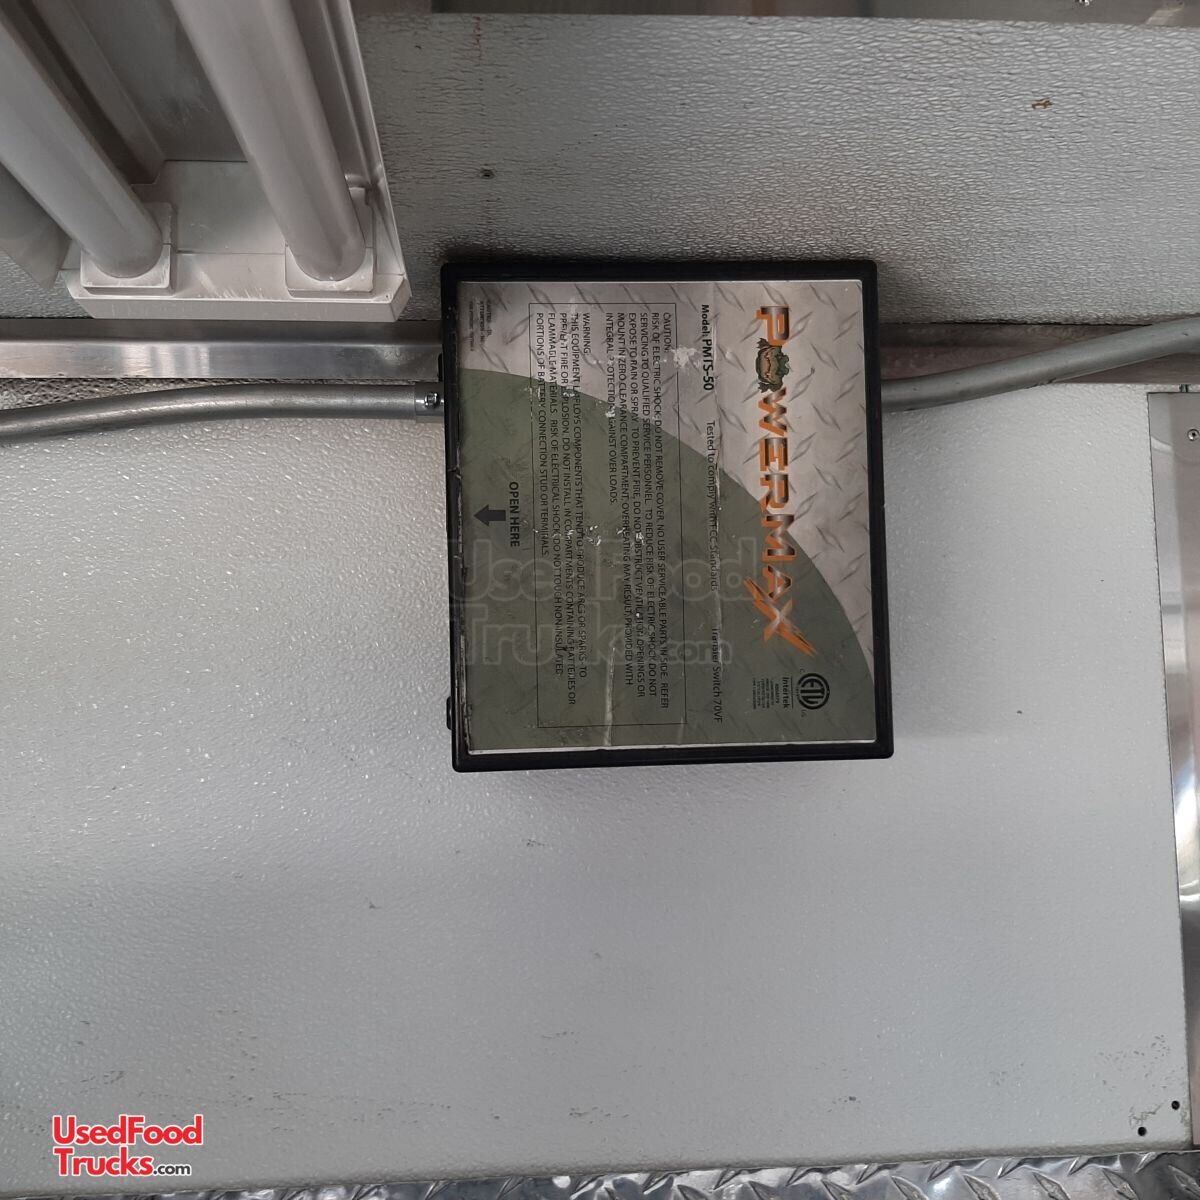 POWERMAX
Model PMTS-50 Tested to comply with FCC Standards Transfer Switch 70VF
ETL
Intertek
CAUTION:
RISK OF ELECTRIC SHOCK. DO NOT REMOVE COVER. NO USER SERVICEABLE PARTS IN SIDE. REFER
SERVICING TO QUALIFIED SERVICE PERSONNEL. TO REDUCE RISK OF ELECTRIC SHOCK DO NOT
EXPOSE TO RAIN OR SPRAY. TO PREVENT FIRE, DO NOT OBSTRUCT VENTILATION OPENINGS OR
MOUNT IN ZERO CLEARANCE COMPARTMENT. OVERHEATING MAY RESULT. PROVIDED WITH
INTEGRAL PROTECTION AGAINST OVER LOADS.
WARNING:
THIS EQUIPMENT EMPLOYS COMPONENTS THAT TEND TO PRODUCE ARCS OR SPARKS. TO
PREVENT FIRE OR EXPLOSION, DO NOT INSTALL IN COMPARTMENTS CONTAINING BATTERIES OR
FLAMMABLE MATERIALS. RISK OF ELECTRICAL SHOCK. DO NOT TOUCH NON INSULATED
PORTIONS OF BATTERY CONNECTION STUD OR TERMINALS.
OPEN HERE
UsedFood
Trucks.com
UsedFood
Trucks.com